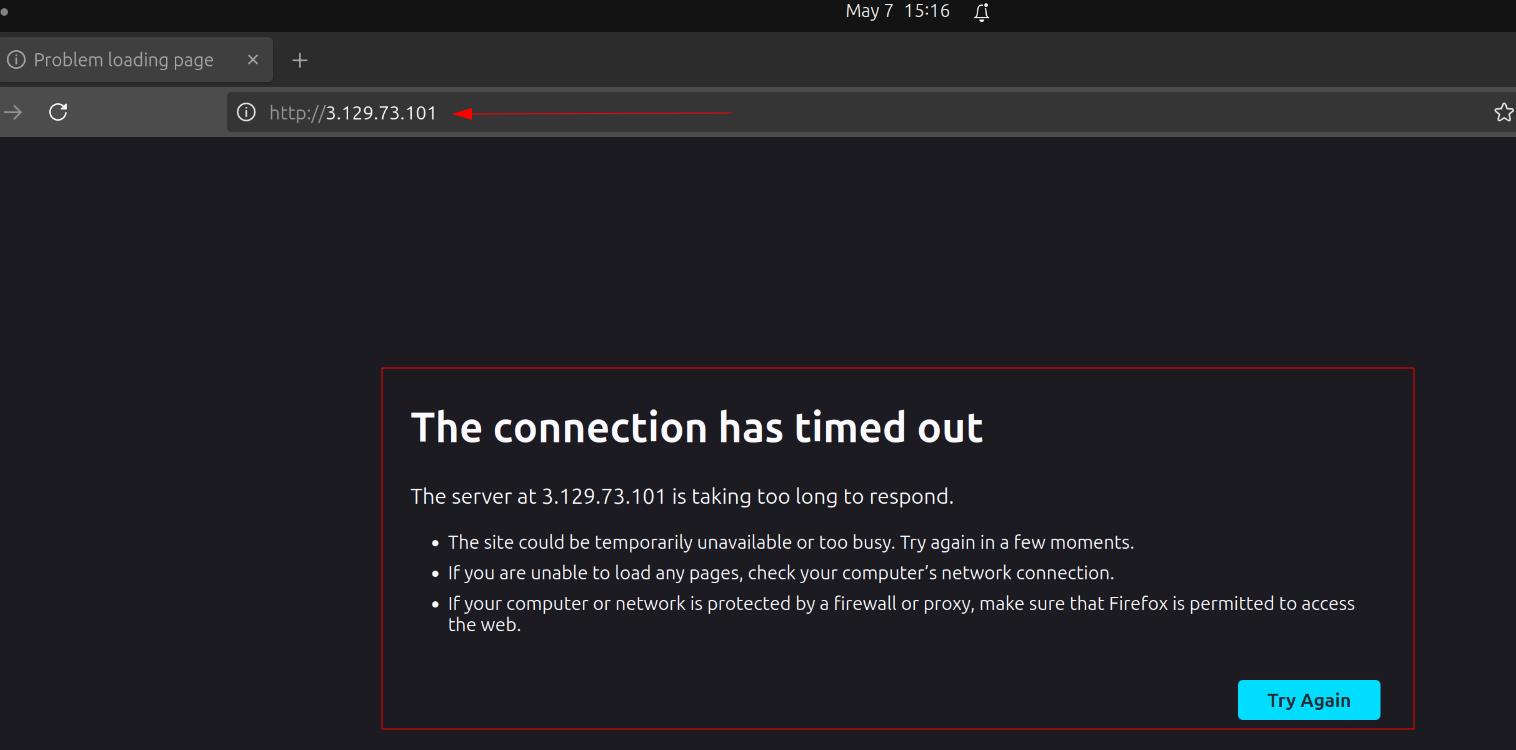 May 7 15:16
Problem loading page
http://3.129.73.101
The connection has timed out
The server at 3.129.73.101 is taking too long to respond.
• The site could be temporarily unavailable or too busy. Try again in a few moments.
• If you are unable to load any pages, check your computer’s network connection.
• If your computer or network is protected by a firewall or proxy, make sure that Firefox is permitted to access
the web.
Try Again